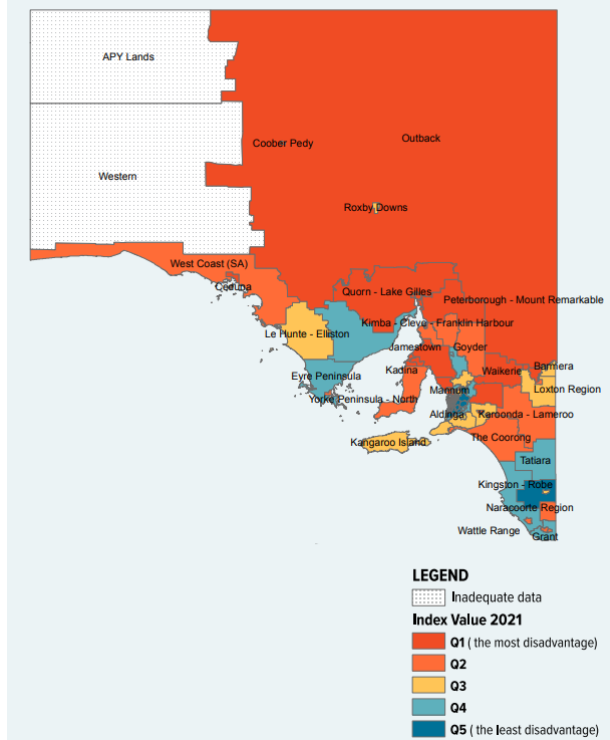 APY Lands
Coober Pedy
Outback
Western
Roxby Downs
West Coast (SA)
Ceduna
Quorn - Lake Gilles
Peterborough - Mount Remarkable
Kimba - Cleve - Franklin Harbour
Le Hunte - Elliston
Jamestown
Goyder
Eyre Peninsula
Kadina
Waikerie
Barmera
Mannum
Loxton Region
Yorke Peninsula - North
Aldinga
Karoonda - Lameroo
Kangaroo Island
The Coorong
Tatiara
Kingston - Robe
Naracoorte Region
Wattle Range
Grant
LEGEND
Inadequate data
Index Value 2021
Q1 ( the most disadvantage)
Q2
Q3
Q4
Q5 ( the least disadvantage)